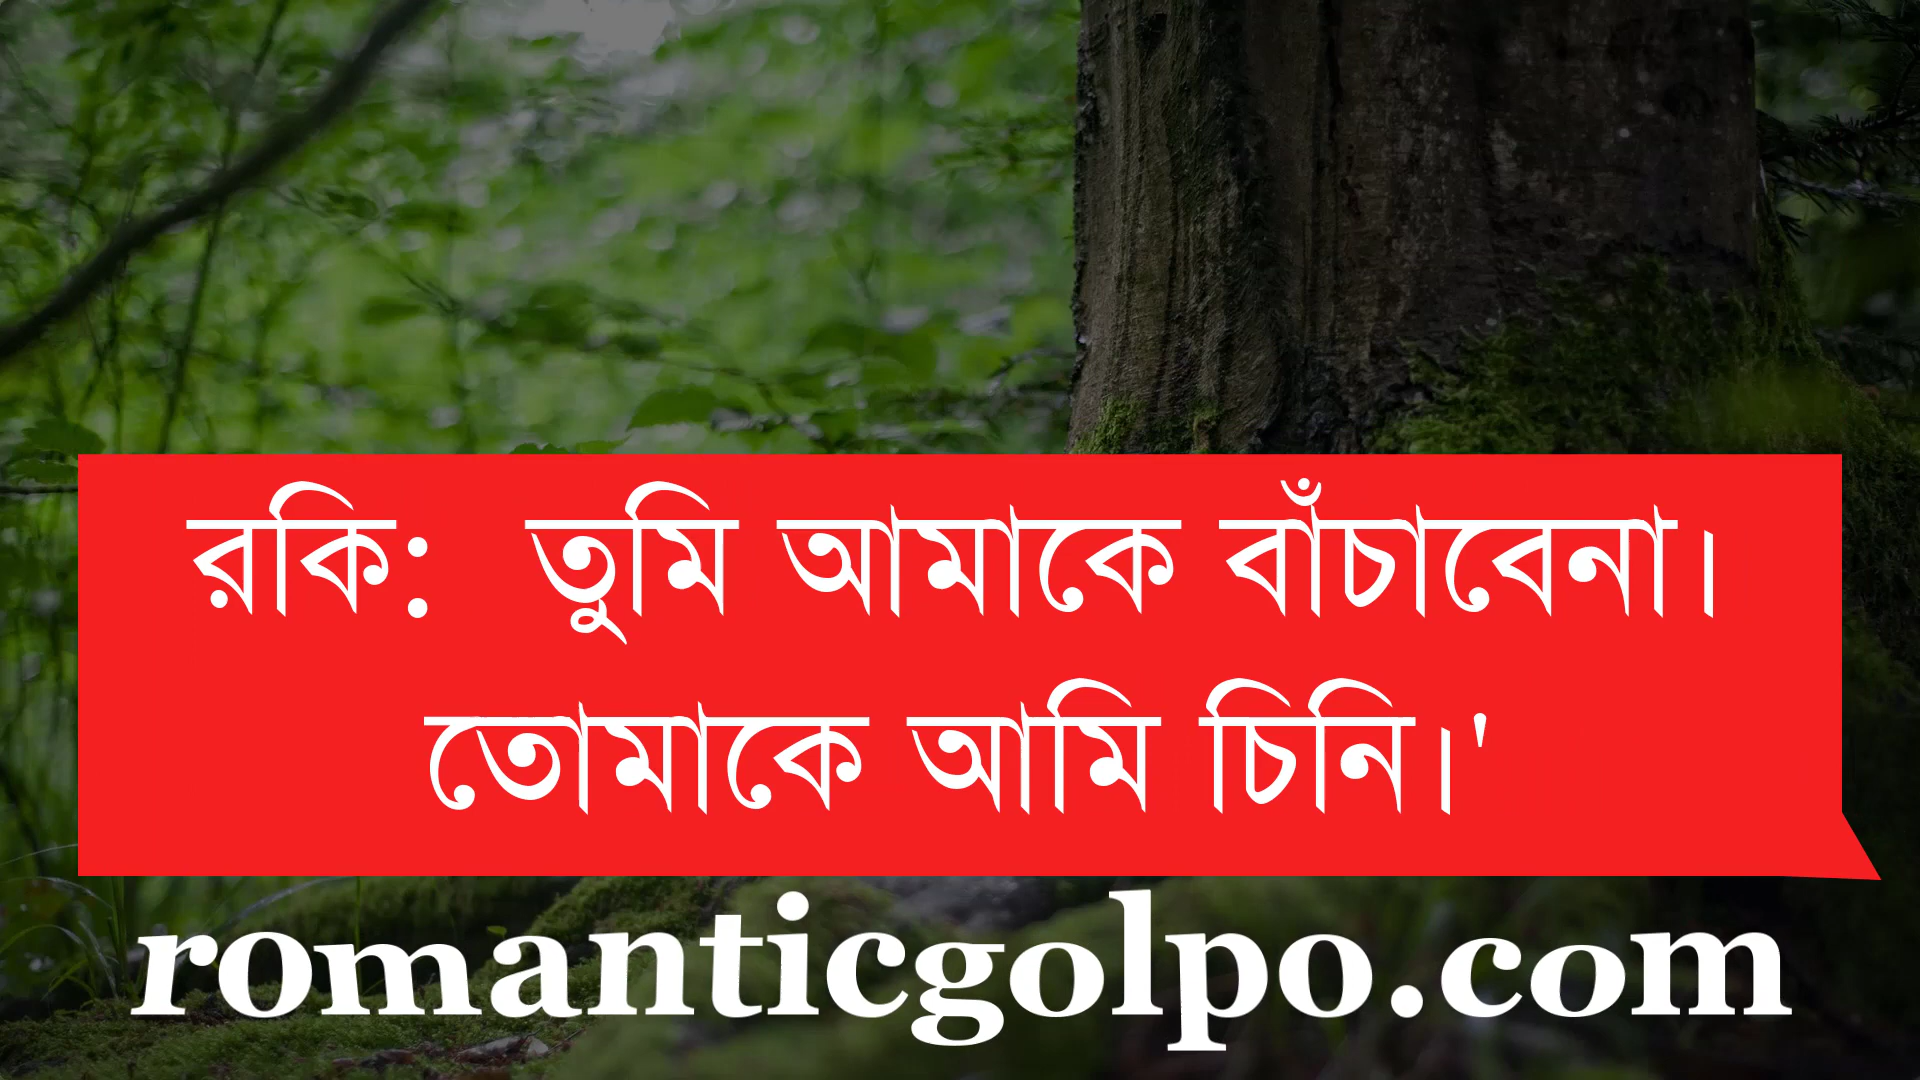 রকি: তুমি আমাকে বাঁচাবেনা।
তোমাকে আমি চিনি।'
romanticgolpo.com